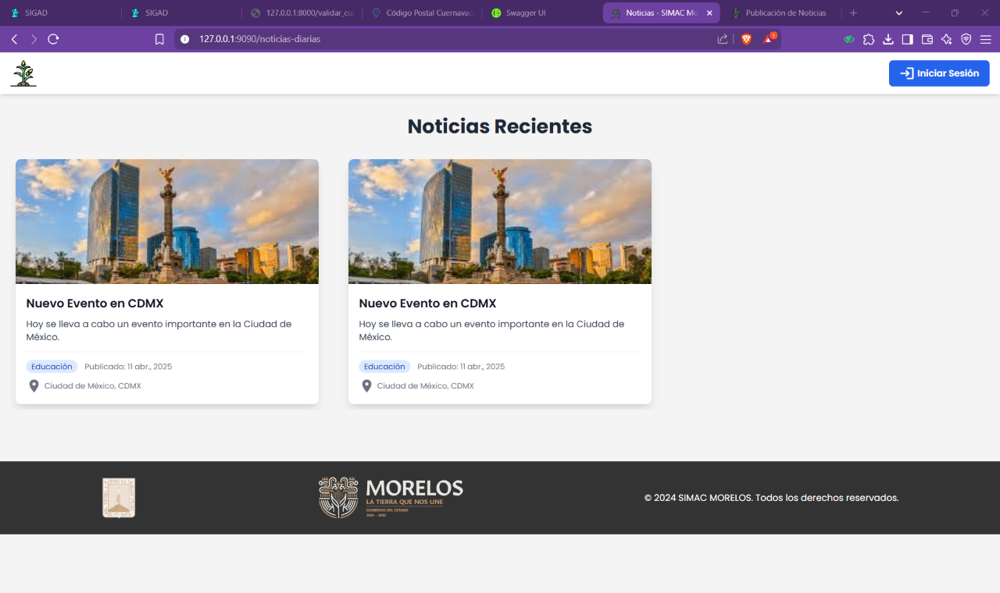 SIGAD
SIGAD
127.0.0.1:8000/validar_cu
Código Postal Cuernavac
Swagger UI
Noticias - SIMAC Mo
Publicación de Noticias
127.0.0.1:9090/noticias-diarias
1
Iniciar Sesión
Noticias Recientes
Nuevo Evento en CDMX
Hoy se lleva a cabo un evento importante en la Ciudad de
México.
Educación
Publicado: 11 abr., 2025
Ciudad de México, CDMX
Nuevo Evento en CDMX
Hoy se lleva a cabo un evento importante en la Ciudad de
México.
Educación
Publicado: 11 abr., 2025
Ciudad de México, CDMX
MORELOS
LA TIERRA QUE NOS UNE
GOBIERNO DEL ESTADO
2024 - 2030
© 2024 SIMAC MORELOS. Todos los derechos reservados.